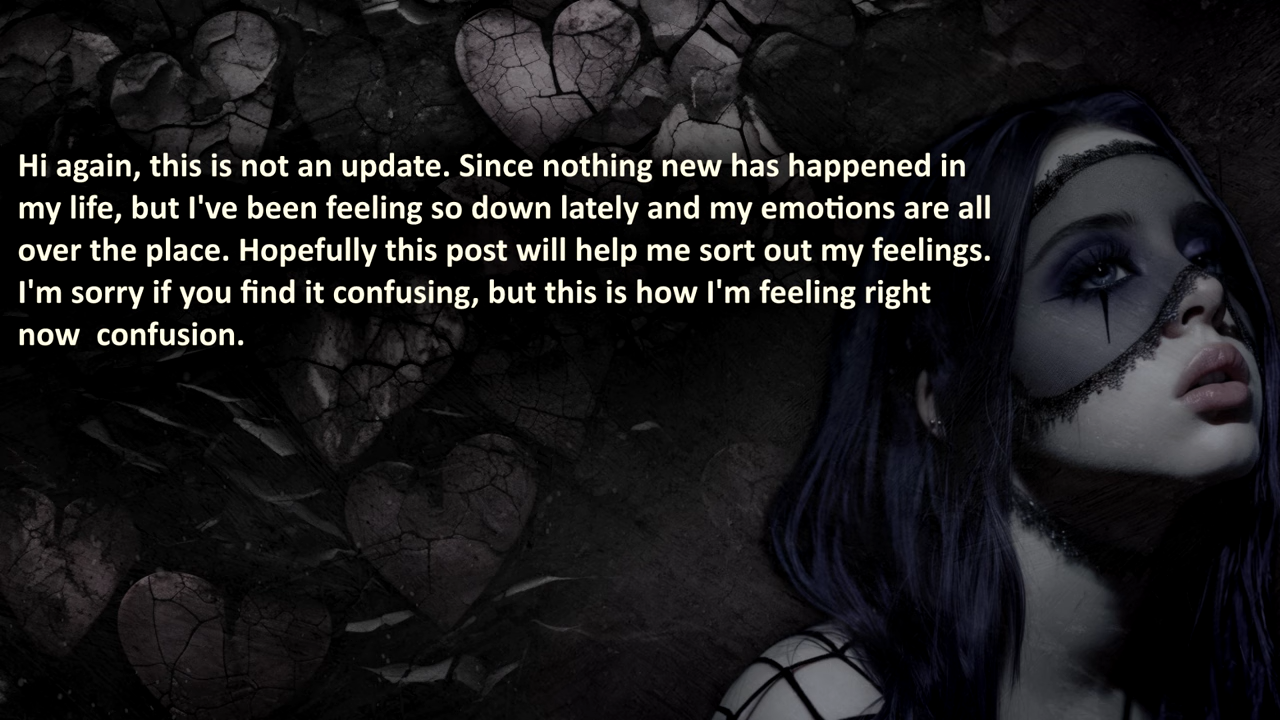 Hi again, this is not an update. Since nothing new has happened in
my life, but I've been feeling so down lately and my emotions are all
over the place. Hopefully this post will help me sort out my feelings.
I'm sorry if you find it confusing, but this is how I'm feeling right
now  confusion.